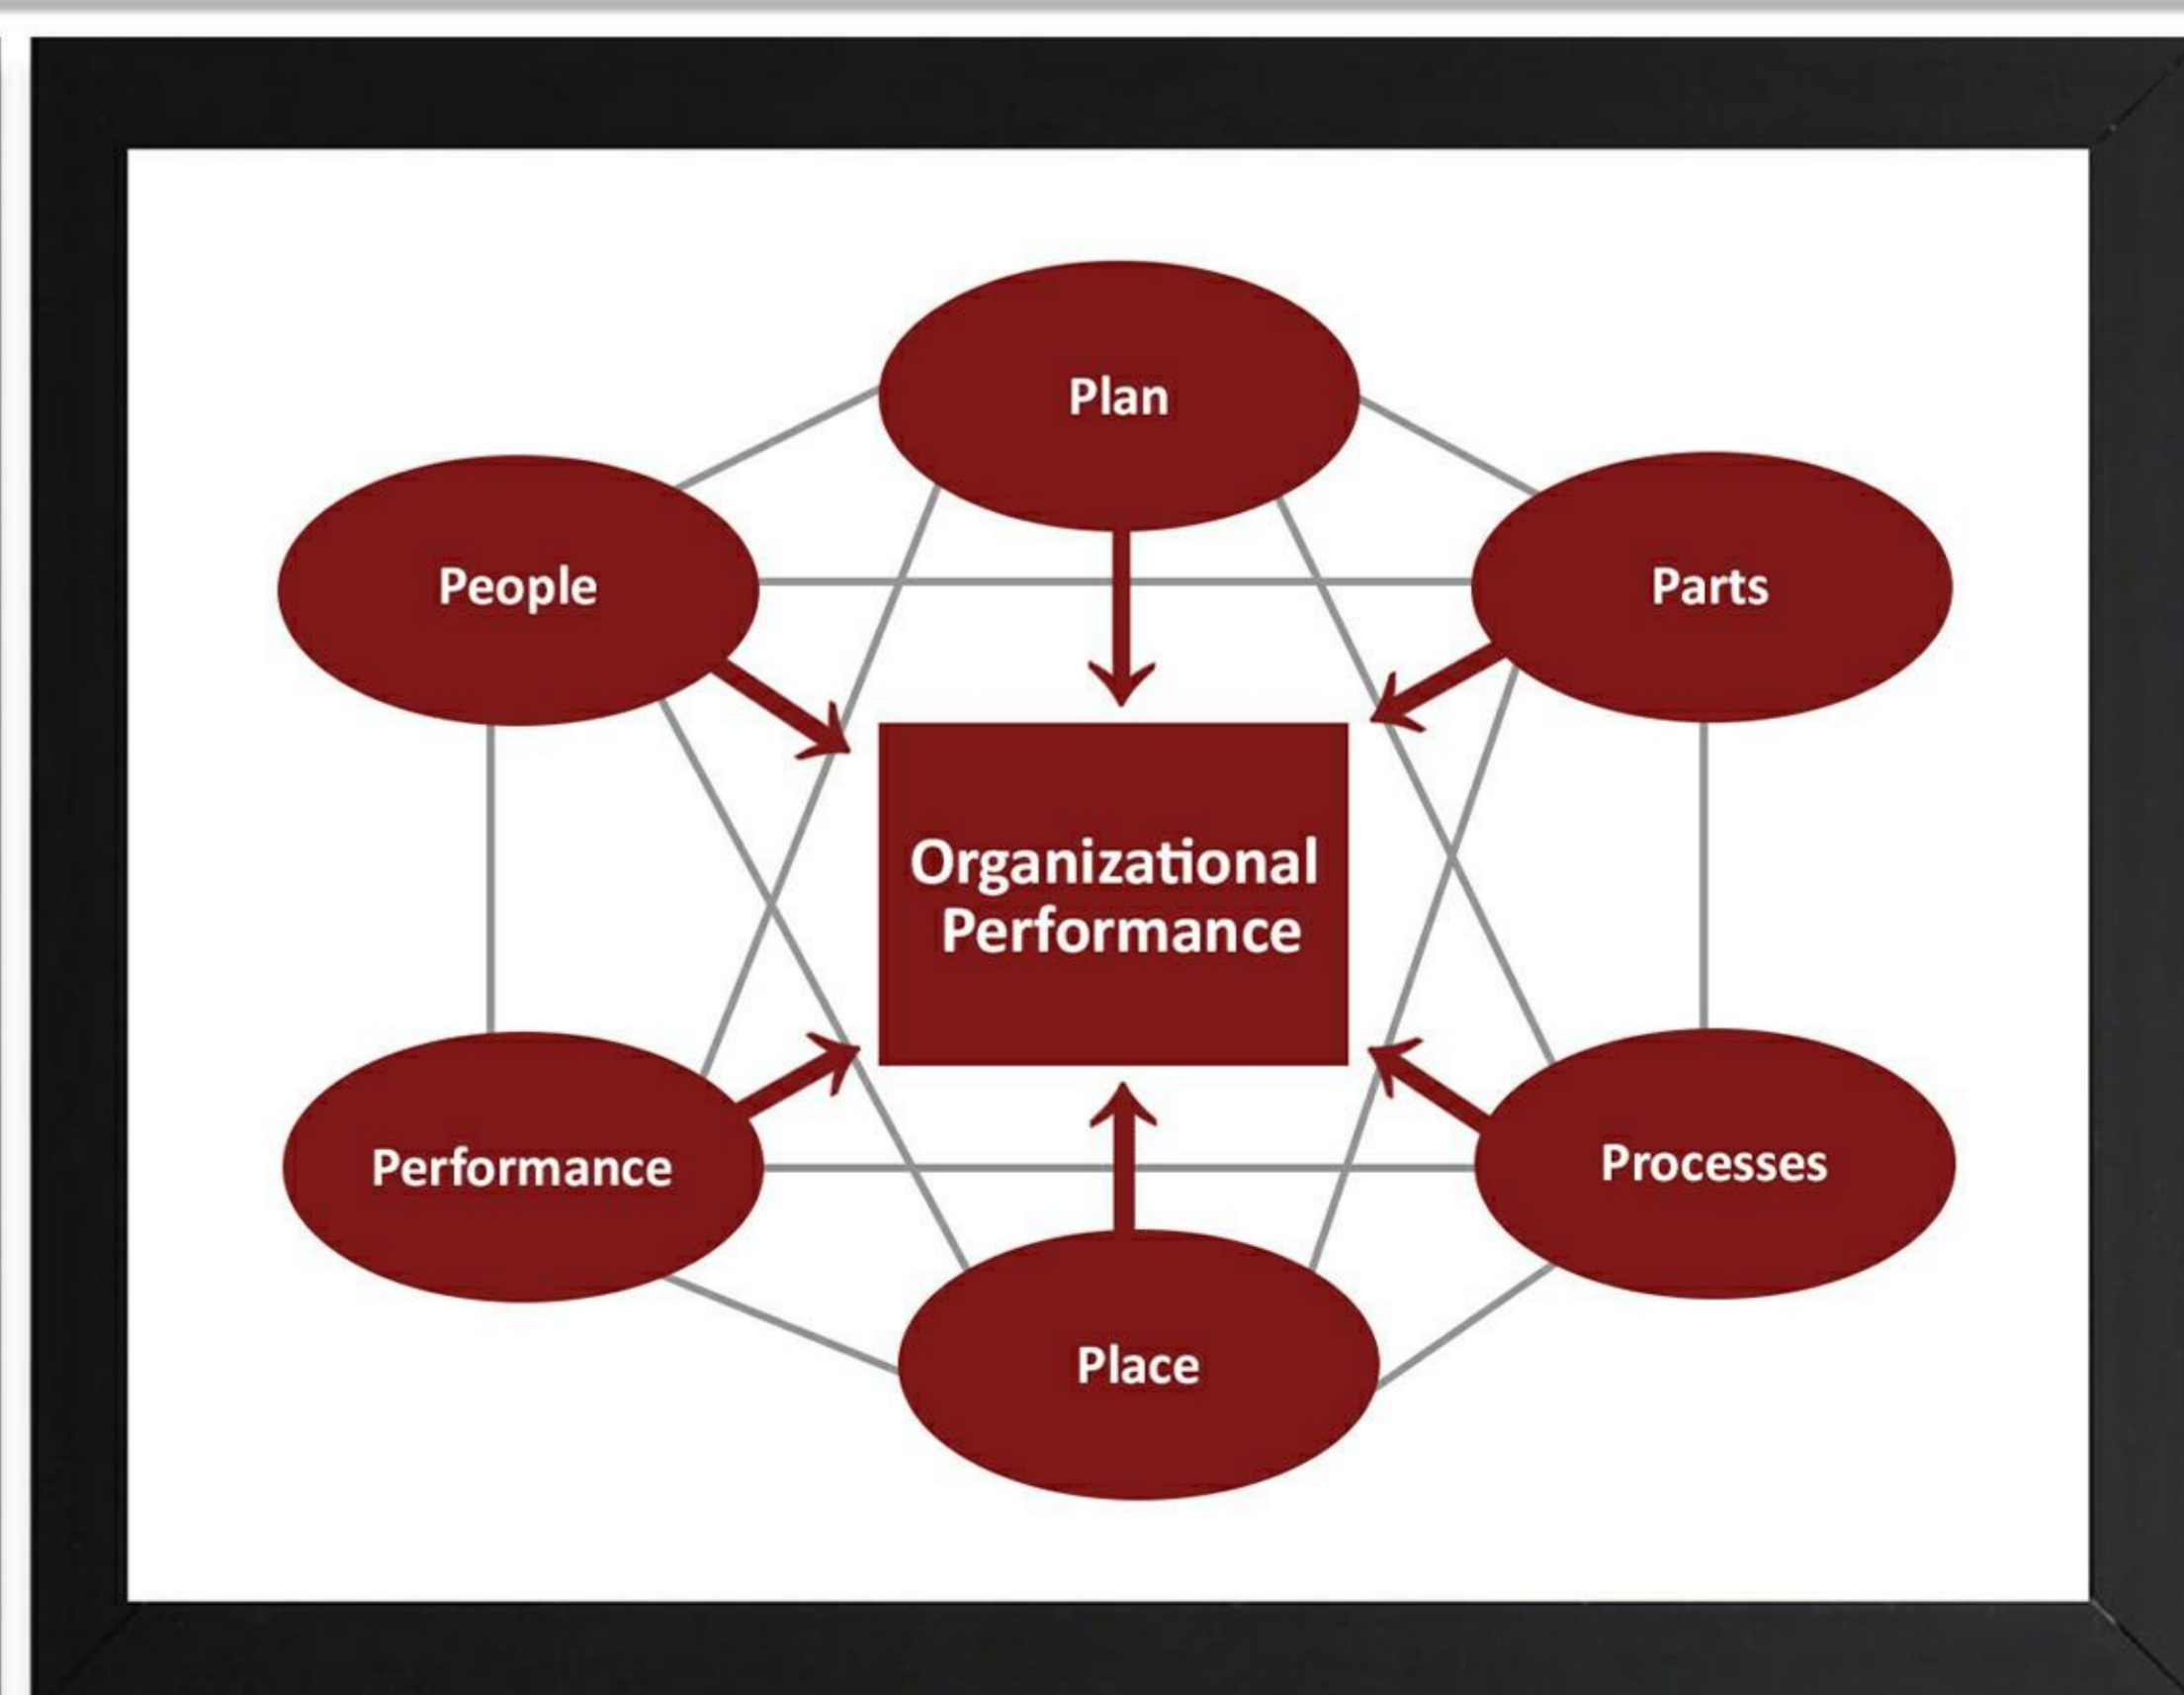 Plan
People
Parts
Organizational
Performance
Performance
Processes
Place